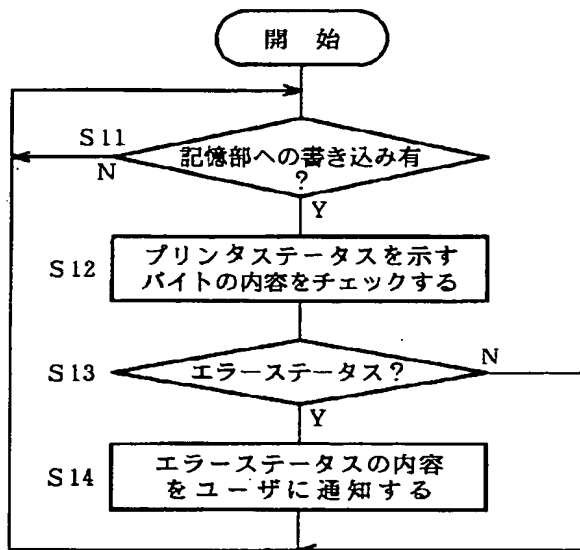 開 始
S11
記憶部への書き込み有
?
N
Y
S12
プリンタステータスを示す
バイトの内容をチェックする
S13
エラーステータス?
N
Y
S14
エラーステータスの内容
をユーザに通知する